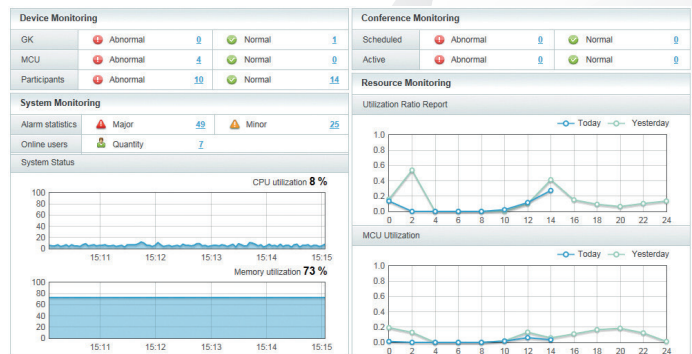 Device Monitoring
GK Abnormal 0 Normal 1
MCU Abnormal 4 Normal 0
Participants Abnormal 10 Normal 14
System Monitoring
Alarm statistics Major 49 Minor 25
Online users Quantity 7
System Status
CPU utilization 8 %
100
80
60
40
20
0
15:11 15:12 15:13 15:14 15:15
Memory utilization 73 %
100
80
60
40
20
0
15:11 15:12 15:13 15:14 15:15
Conference Monitoring
Scheduled Abnormal 0 Normal 0
Active Abnormal 0 Normal 0
Resource Monitoring
Utilization Ratio Report
Today Yesterday
1.0
0.8
0.6
0.4
0.2
0.0
0 2 4 6 8 10 12 14 16 18 20 22 24
MCU Utilization
Today Yesterday
1.0
0.8
0.6
0.4
0.2
0.0
0 2 4 6 8 10 12 14 16 18 20 22 24